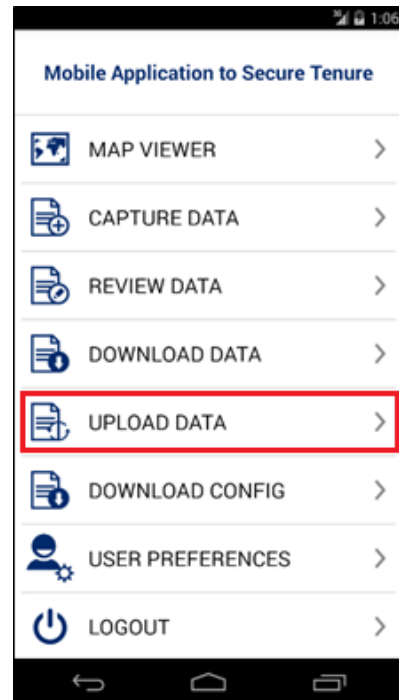 3G 1:06
Mobile Application to Secure Tenure
MAP VIEWER
CAPTURE DATA
REVIEW DATA
DOWNLOAD DATA
UPLOAD DATA
DOWNLOAD CONFIG
USER PREFERENCES
LOGOUT